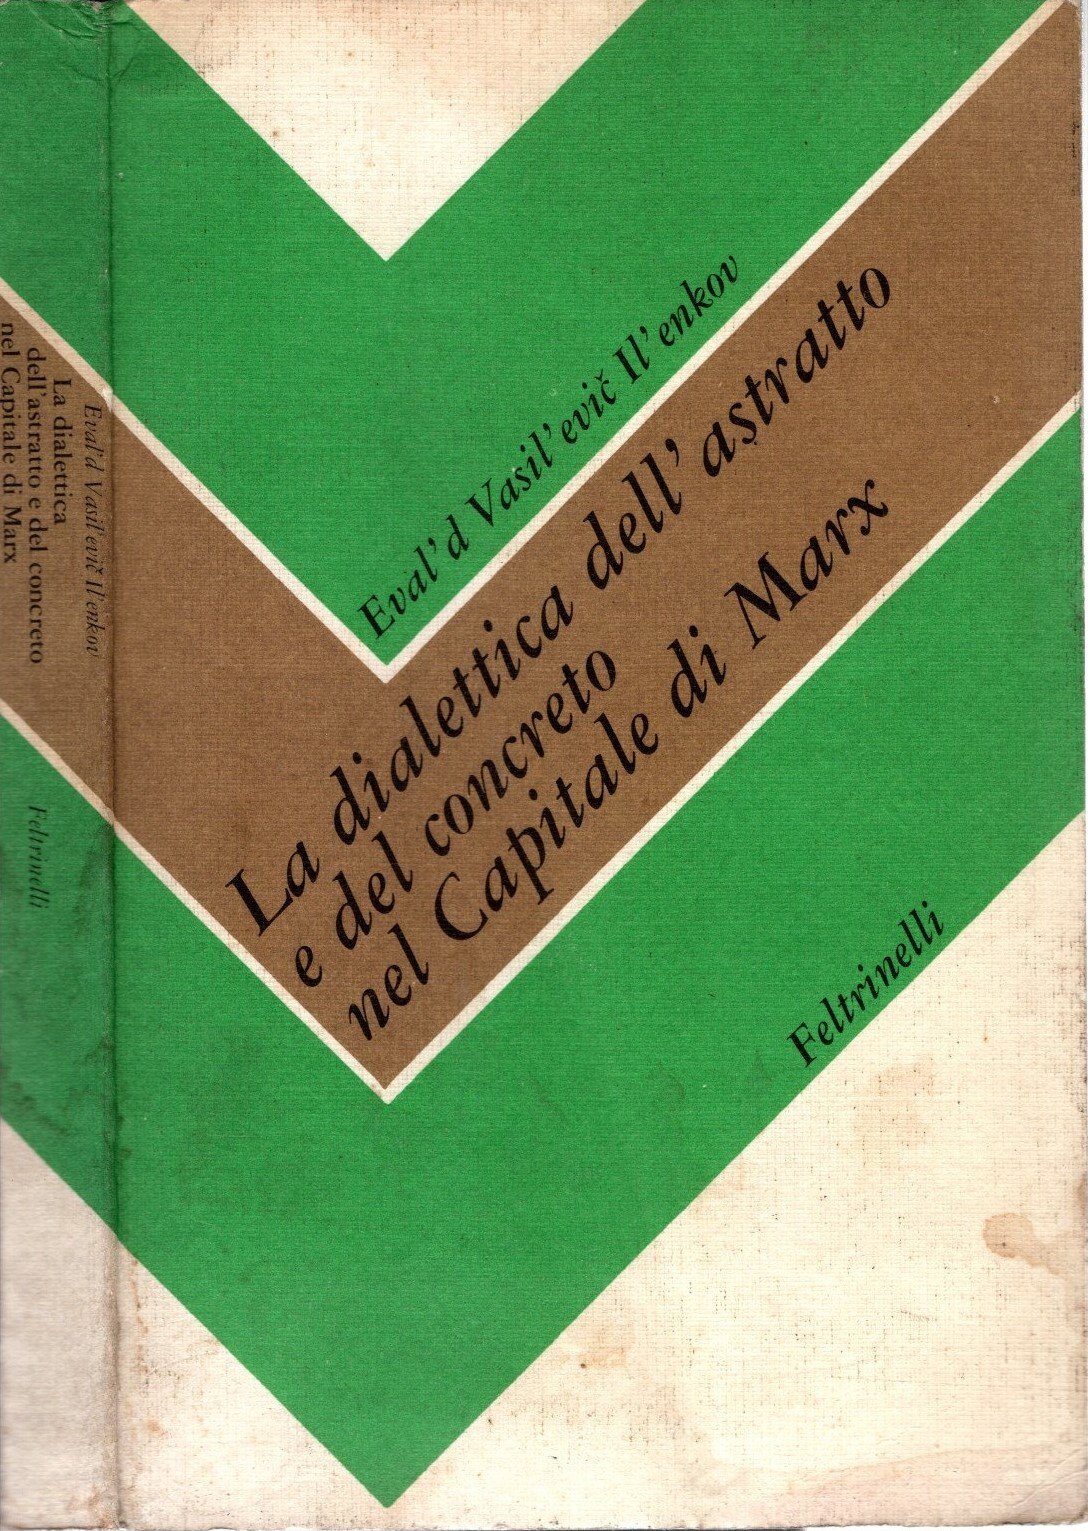 Eval'd Vasil'evič Il'enkov
La dialettica
dell'astratto e del concreto
nel Capitale di Marx
Feltrinelli
Eval'd Vasil'evič Il'enkov
La dialettica dell'astratto
e del concreto
nel Capitale di Marx
Feltrinelli